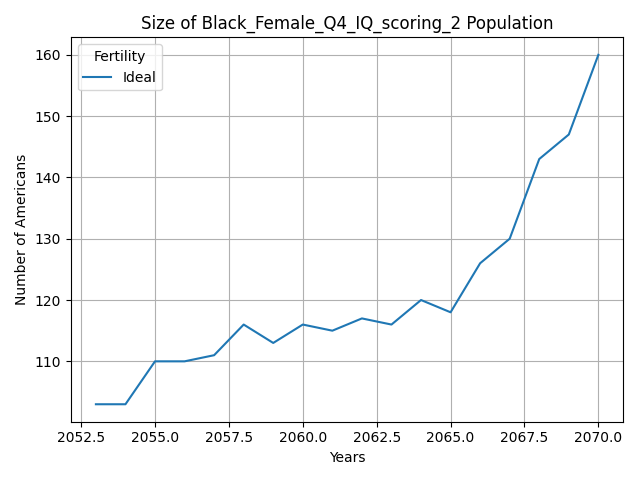 Size of Black_Female_Q4_IQ_scoring_2 Population
Fertility
Ideal
Number of Americans
160
150
140
130
120
110
2052.5 2055.0 2057.5 2060.0 2062.5 2065.0 2067.5 2070.0
Years